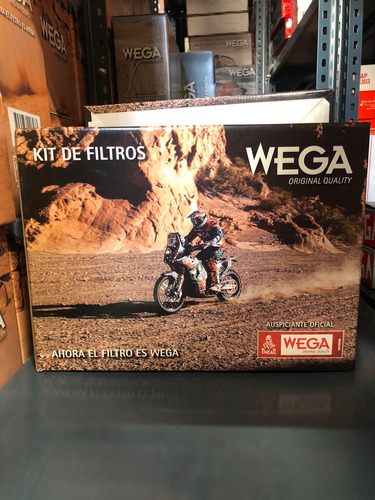 WEGA
WEGA
WEGA
KIT DE FILTROS
WEGA
ORIGINAL QUALITY
AUSPICIANTE OFICIAL
DAKAR
WEGA
ORIGINAL QUALITY
... AHORA EL FILTRO ES WEGA